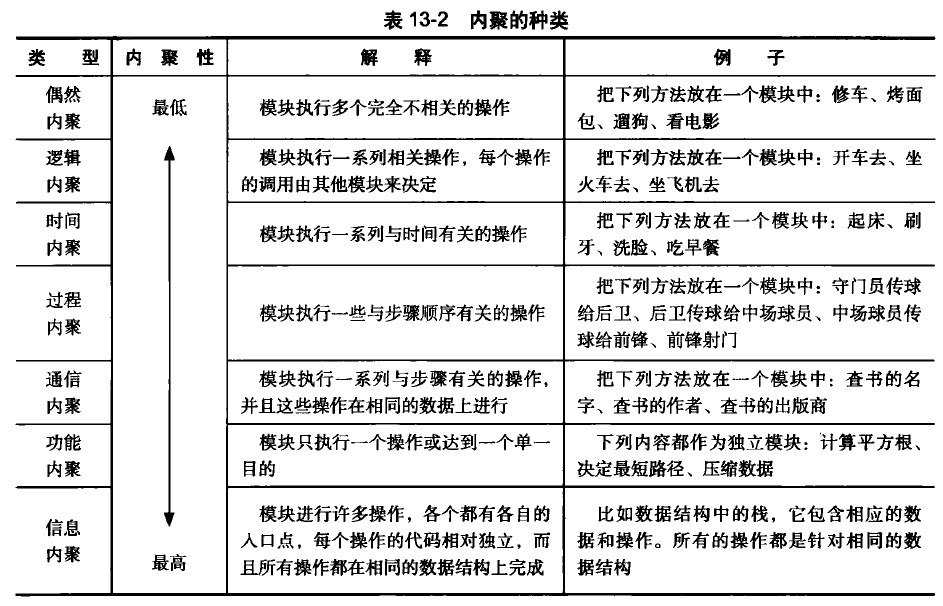 表 13-2 内聚的种类
类 型 内 聚 性 解 释 例 子
偶然
内聚
最低
模块执行多个完全不相关的操作
把下列方法放在一个模块中：修车、烤面
包、遛狗、看电影
逻辑
内聚
模块执行一系列相关操作，每个操作
的调用由其他模块来决定
把下列方法放在一个模块中：开车去、坐
火车去、坐飞机去
时间
内聚
模块执行一系列与时间有关的操作
把下列方法放在一个模块中：起床、刷
牙、洗脸、吃早餐
过程
内聚
模块执行一些与步骤顺序有关的操作
把下列方法放在一个模块中：守门员传球
给后卫、后卫传球给中场球员、中场球员传
球给前锋、前锋射门
通信
内聚
模块执行一系列与步骤有关的操作，
并且这些操作在相同的数据上进行
把下列方法放在一个模块中：查书的名
字、查书的作者、查书的出版商
功能
内聚
模块只执行一个操作或达到一个单一
目的
下列内容都作为独立模块：计算平方根、
决定最短路径、压缩数据
信息
内聚
最高
模块进行许多操作，各个都有各自的
入口点，每个操作的代码相对独立，而
且所有操作都在相同的数据结构上完成
比如数据结构中的栈，它包含相应的数
据和操作。所有的操作都是针对相同的数
据结构